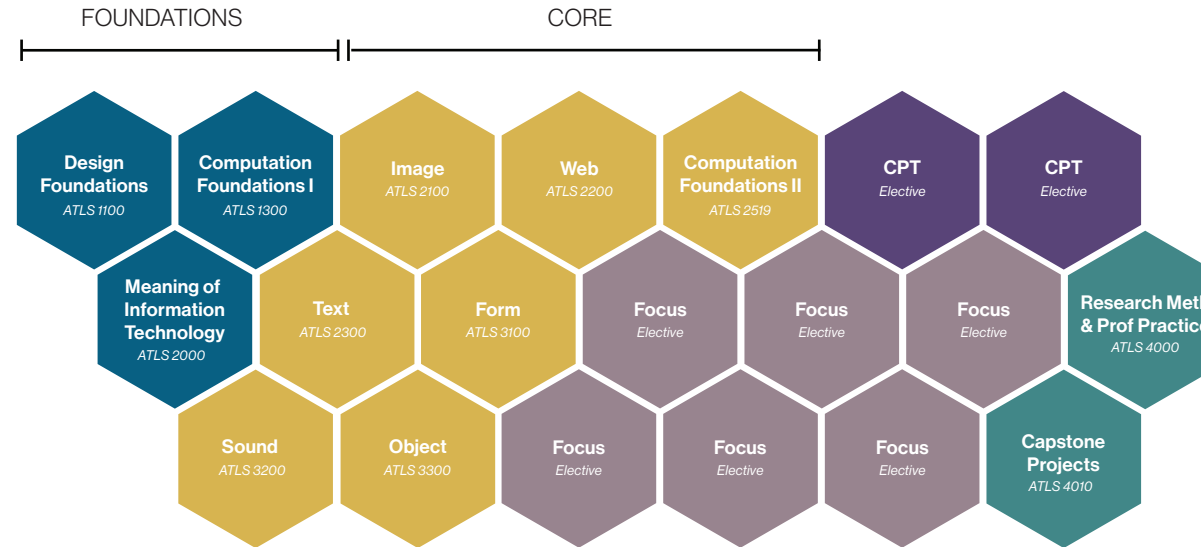 FOUNDATIONS
CORE
Design
Foundations
ATLS 1100
Computation
Foundations I
ATLS 1300
Image
ATLS 2100
Web
ATLS 2200
Computation
Foundations II
ATLS 2519
CPT
Elective
CPT
Elective
Meaning of
Information
Technology
ATLS 2000
Text
ATLS 2300
Form
ATLS 3100
Focus
Elective
Focus
Elective
Focus
Elective
Research
& Prof
ATLS 4000
Sound
ATLS 3200
Object
ATLS 3300
Focus
Elective
Focus
Elective
Focus
Elective
Capstone
Projects
ATLS 4010